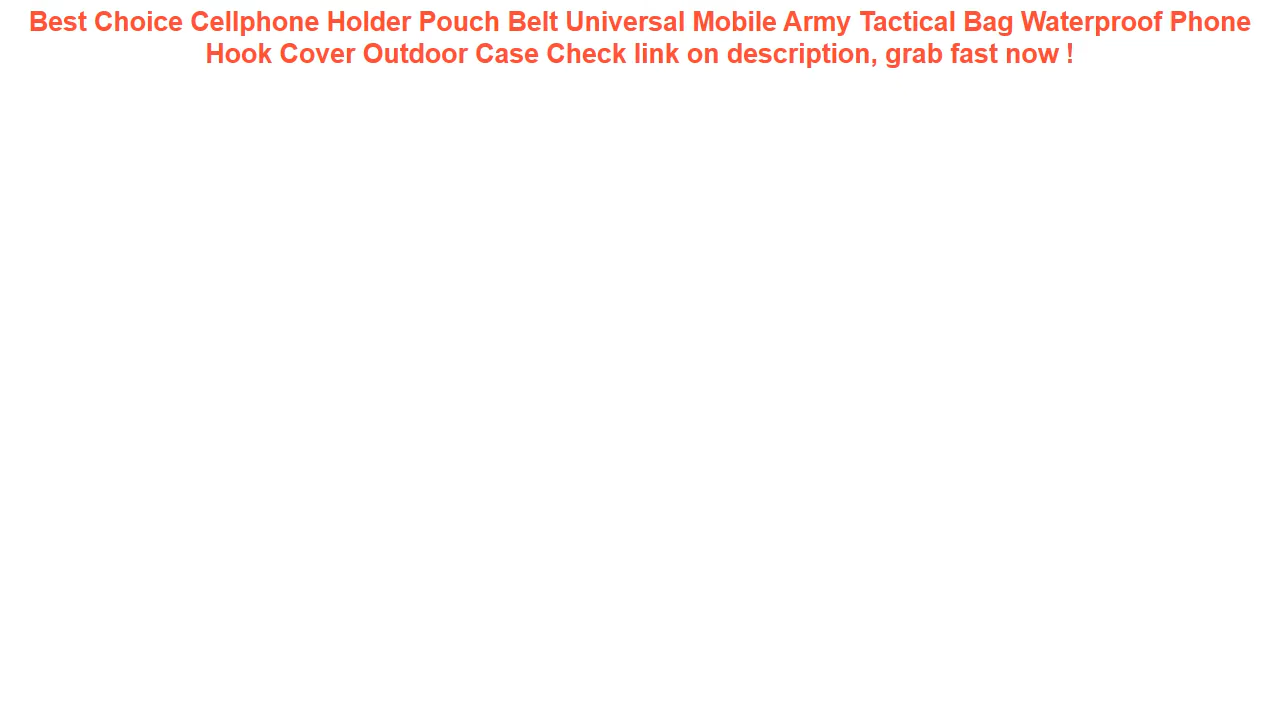 Best Choice Cellphone Holder Pouch Belt Universal Mobile Army Tactical Bag Waterproof Phone
Hook Cover Outdoor Case Check link on description, grab fast now !